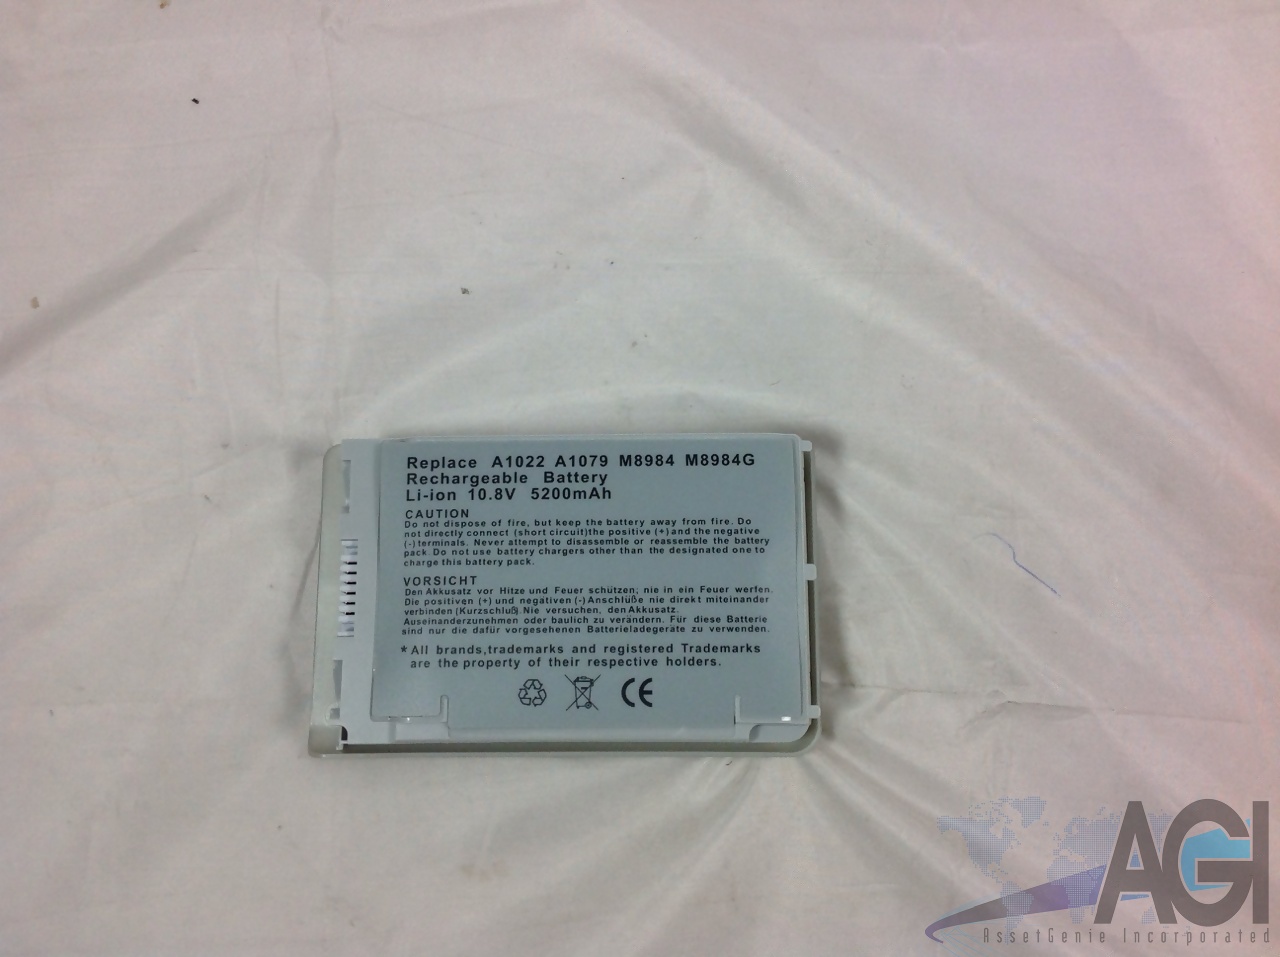 Replace A1022 A1079 M8984 M8984G
Rechargeable Battery
Li-ion 10.8V 5200mAh
CAUTION
Do not dispose of fire, but keep the battery away from fire. Do
not directly connect (short circuit)the positive (+) and the negative
(-) terminals. Never attempt to disassemble or reassemble the battery
pack. Do not use battery chargers other than the designated one to
charge this battery pack.
VORSICHT
Den Akkusatz vor Hitze und Feuer schützen; nie in ein Feuer werfen.
Die positiven (+) und negativen (-) Anschlüße nie direkt miteinander
verbinden (Kurzschluß). Nie versuchen, den Akkusatz.
Auseinanderzunehmen oder baulich zu verändern. Für diese Batterie
sind nur die dafür vorgesehenen Batterieladegeräte zu verwenden.
* All brands,trademarks and registered Trademarks
are the property of their respective holders.
CE
AGI
AssetGenie Incorporated